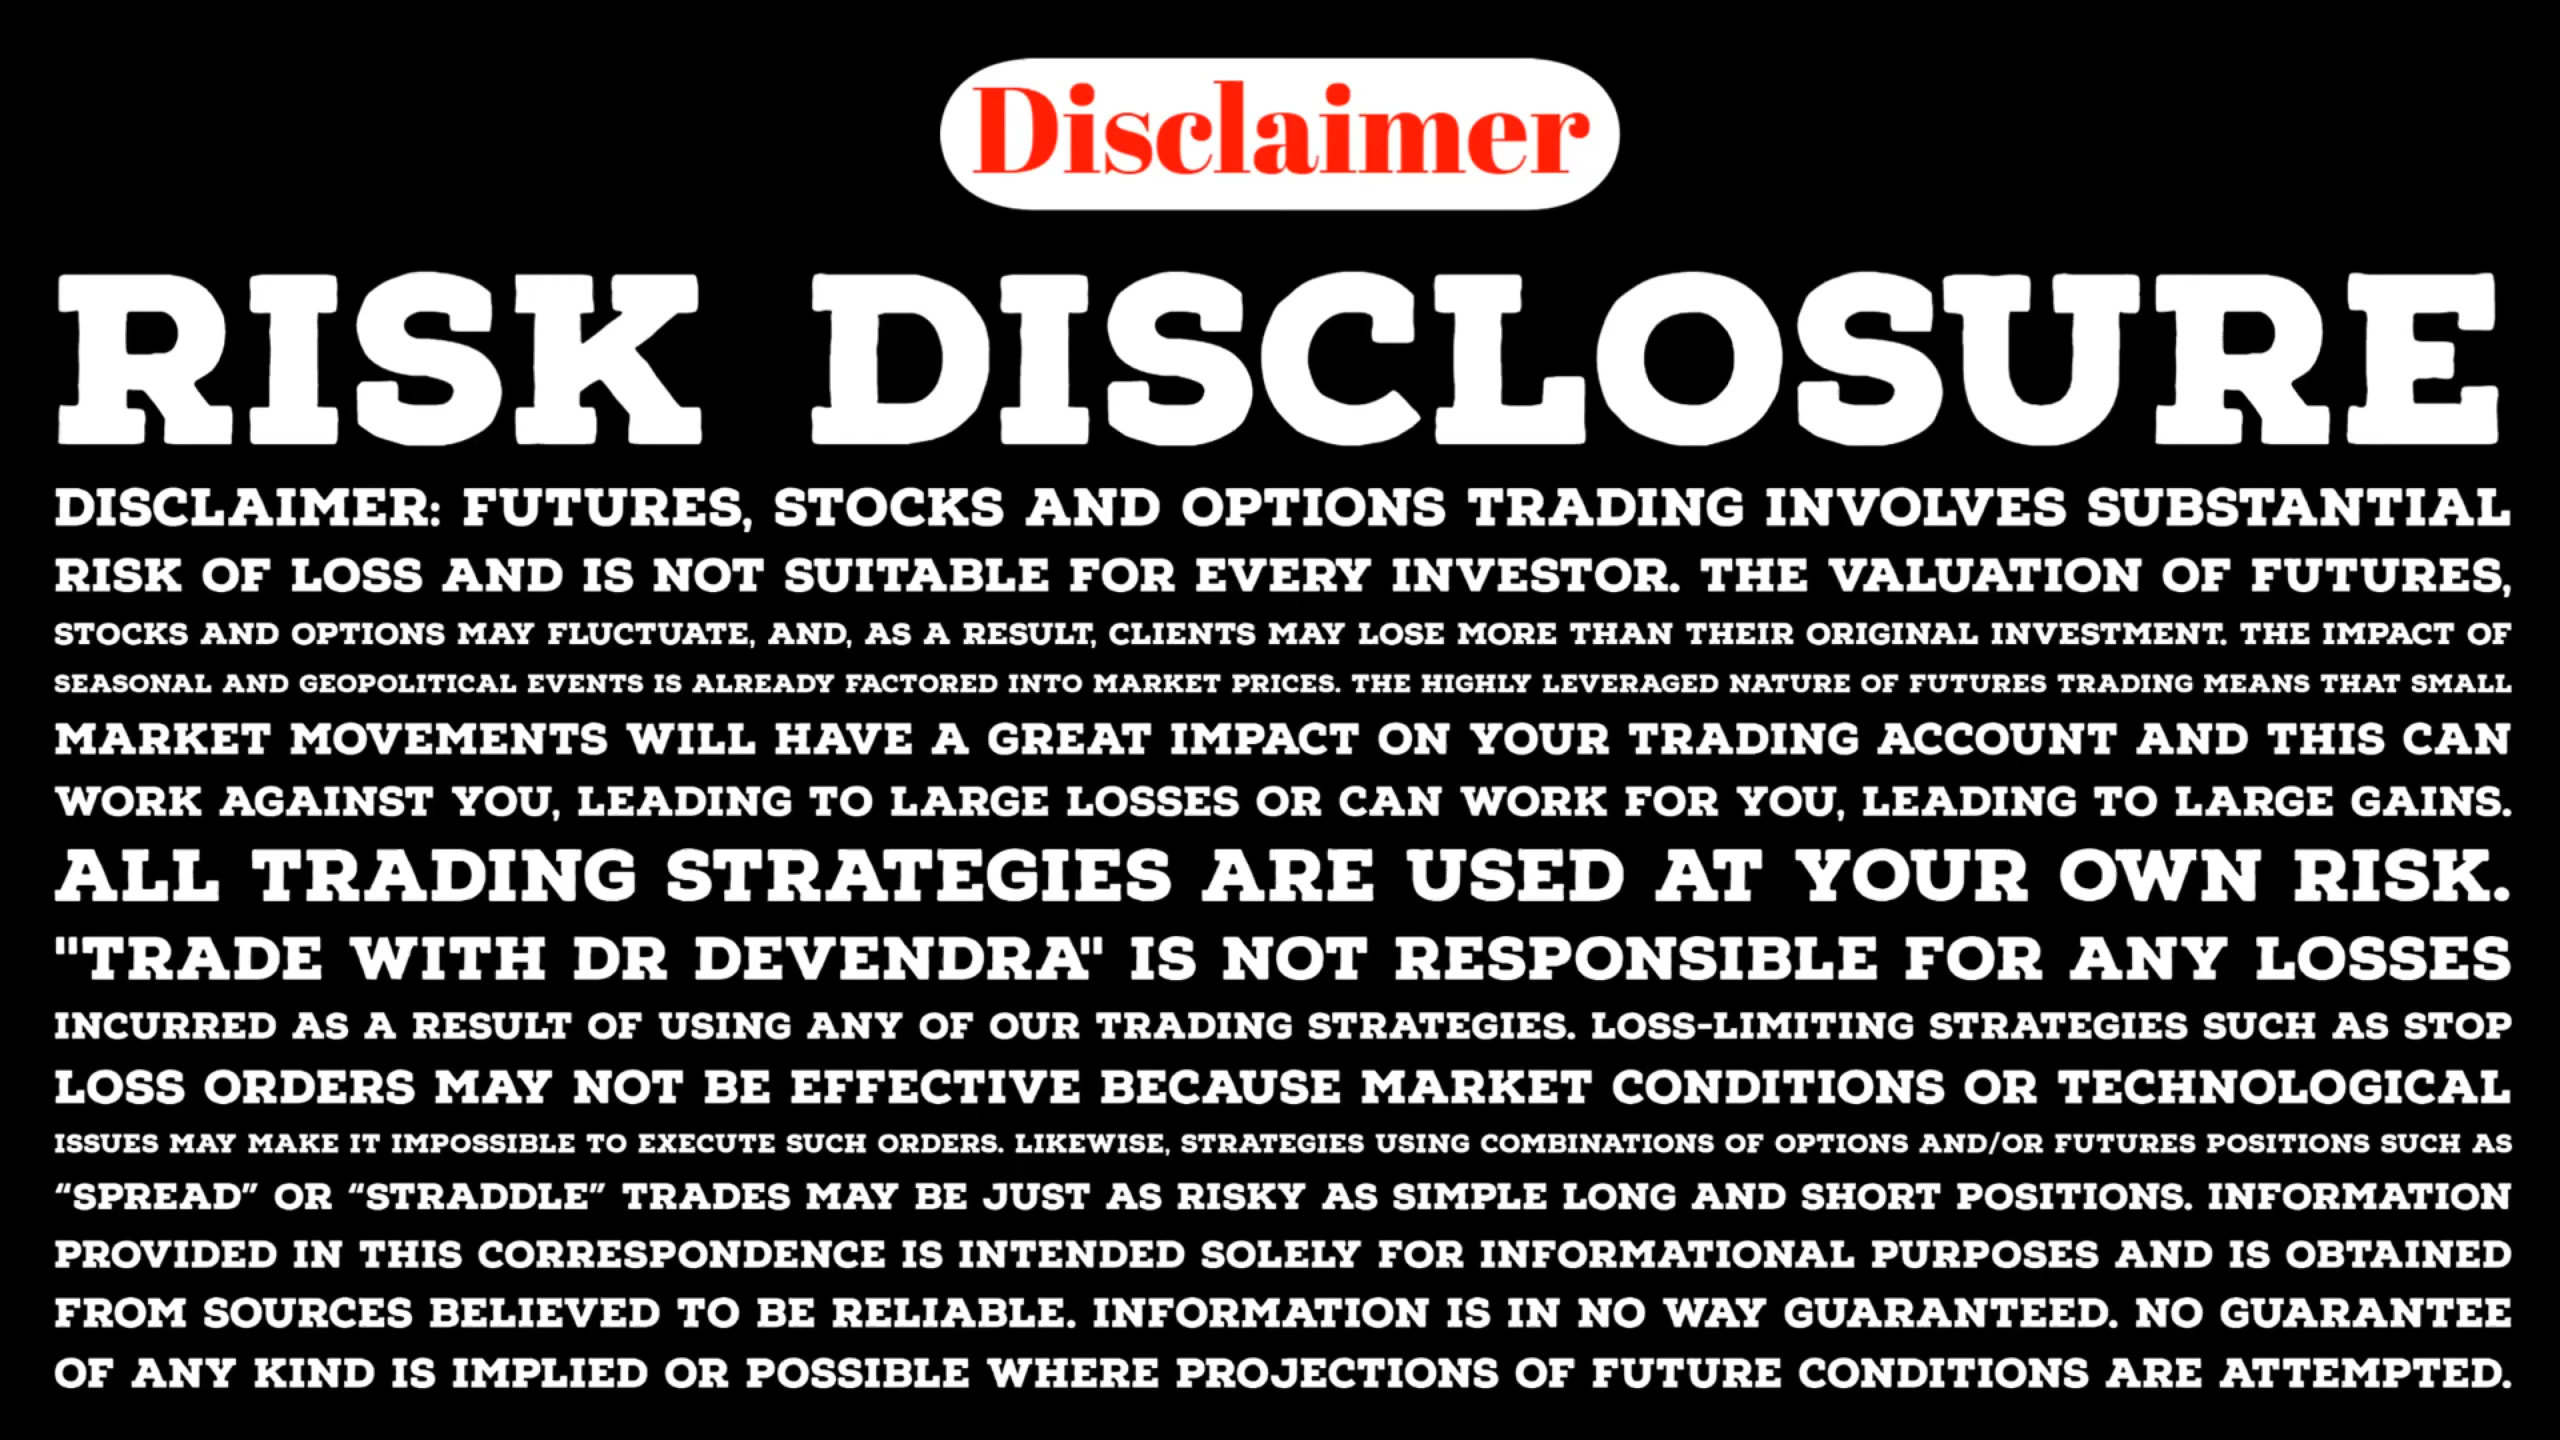 Disclaimer
RISK DISCLOSURE
DISCLAIMER: FUTURES, STOCKS AND OPTIONS TRADING INVOLVES SUBSTANTIAL
RISK OF LOSS AND IS NOT SUITABLE FOR EVERY INVESTOR. THE VALUATION OF FUTURES,
STOCKS AND OPTIONS MAY FLUCTUATE, AND, AS A RESULT, CLIENTS MAY LOSE MORE THAN THEIR ORIGINAL INVESTMENT. THE IMPACT OF
SEASONAL AND GEOPOLITICAL EVENTS IS ALREADY FACTORED INTO MARKET PRICES. THE HIGHLY LEVERAGED NATURE OF FUTURES TRADING MEANS THAT SMALL
MARKET MOVEMENTS WILL HAVE A GREAT IMPACT ON YOUR TRADING ACCOUNT AND THIS CAN
WORK AGAINST YOU, LEADING TO LARGE LOSSES OR CAN WORK FOR YOU, LEADING TO LARGE GAINS.
ALL TRADING STRATEGIES ARE USED AT YOUR OWN RISK.
"TRADE WITH DR DEVENDRA" IS NOT RESPONSIBLE FOR ANY LOSSES
INCURRED AS A RESULT OF USING ANY OF OUR TRADING STRATEGIES. LOSS-LIMITING STRATEGIES SUCH AS STOP
LOSS ORDERS MAY NOT BE EFFECTIVE BECAUSE MARKET CONDITIONS OR TECHNOLOGICAL
ISSUES MAY MAKE IT IMPOSSIBLE TO EXECUTE SUCH ORDERS. LIKEWISE, STRATEGIES USING COMBINATIONS OF OPTIONS AND/OR FUTURES POSITIONS SUCH AS
“SPREAD” OR “STRADDLE” TRADES MAY BE JUST AS RISKY AS SIMPLE LONG AND SHORT POSITIONS. INFORMATION
PROVIDED IN THIS CORRESPONDENCE IS INTENDED SOLELY FOR INFORMATIONAL PURPOSES AND IS OBTAINED
FROM SOURCES BELIEVED TO BE RELIABLE. INFORMATION IS IN NO WAY GUARANTEED. NO GUARANTEE
OF ANY KIND IS IMPLIED OR POSSIBLE WHERE PROJECTIONS OF FUTURE CONDITIONS ARE ATTEMPTED.